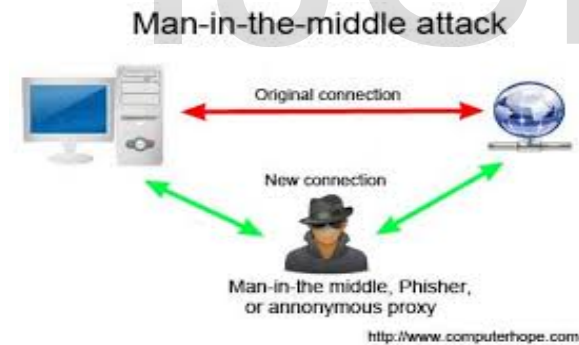 Man-in-the-middle attack
Original connection
New connection
Man-in-the middle, Phisher,
or annonymous proxy
http://www.computerhope.com